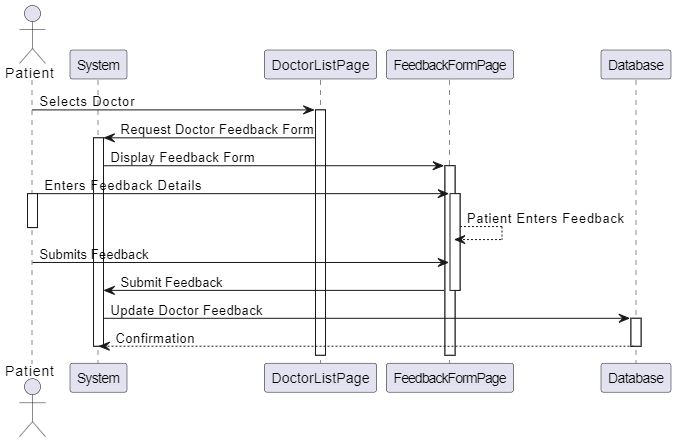 Patient
System
DoctorListPage
FeedbackFormPage
Database
Selects Doctor
Request Doctor Feedback Form
Display Feedback Form
Enters Feedback Details
Patient Enters Feedback
Submits Feedback
Submit Feedback
Update Doctor Feedback
Confirmation
Patient
System
DoctorListPage
FeedbackFormPage
Database